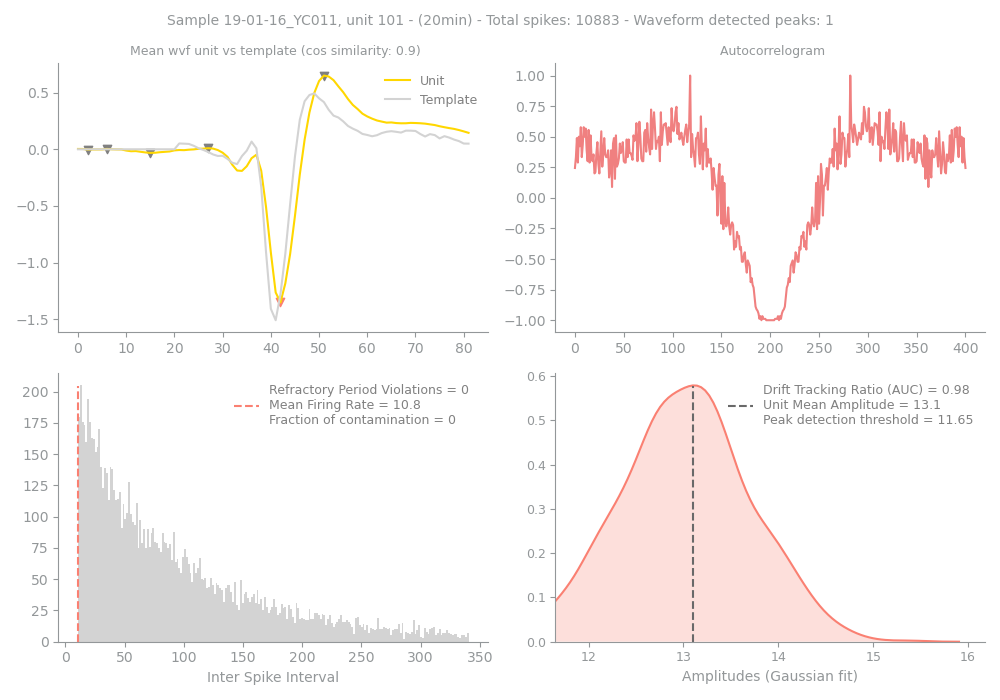 Sample 19-01-16_YC011, unit 101 - (20min) - Total spikes: 10883 - Waveform detected peaks: 1
Mean wvf unit vs template (cos similarity: 0.9)
Unit
Template
0.5
0.0
−0.5
−1.0
−1.5
0 10 20 30 40 50 60 70 80
Autocorrelogram
1.00
0.75
0.50
0.25
0.00
−0.25
−0.50
−0.75
−1.00
0 50 100 150 200 250 300 350 400
Refractory Period Violations = 0
Mean Firing Rate = 10.8
Fraction of contamination = 0
200
175
150
125
100
75
50
25
0
0 50 100 150 200 250 300 350
Inter Spike Interval
Drift Tracking Ratio (AUC) = 0.98
Unit Mean Amplitude = 13.1
Peak detection threshold = 11.65
0.6
0.5
0.4
0.3
0.2
0.1
0.0
12 13 14 15 16
Amplitudes (Gaussian fit)